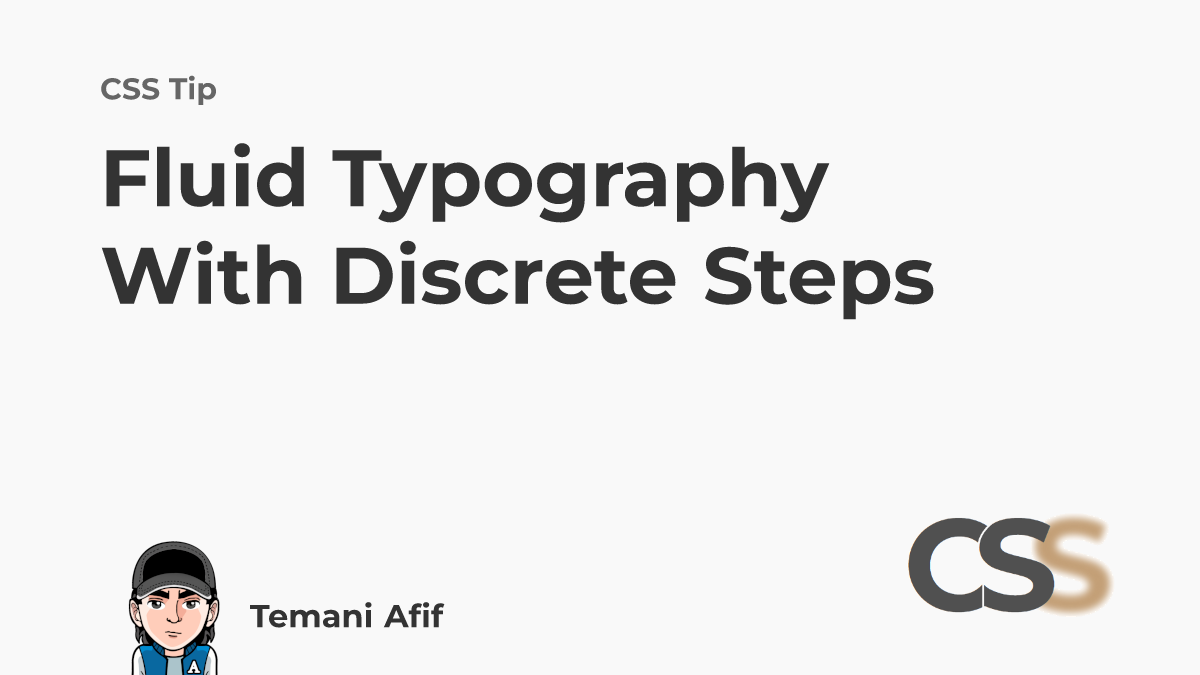 CSS Tip
Fluid Typography
With Discrete Steps
A
Temani Afif
CSS